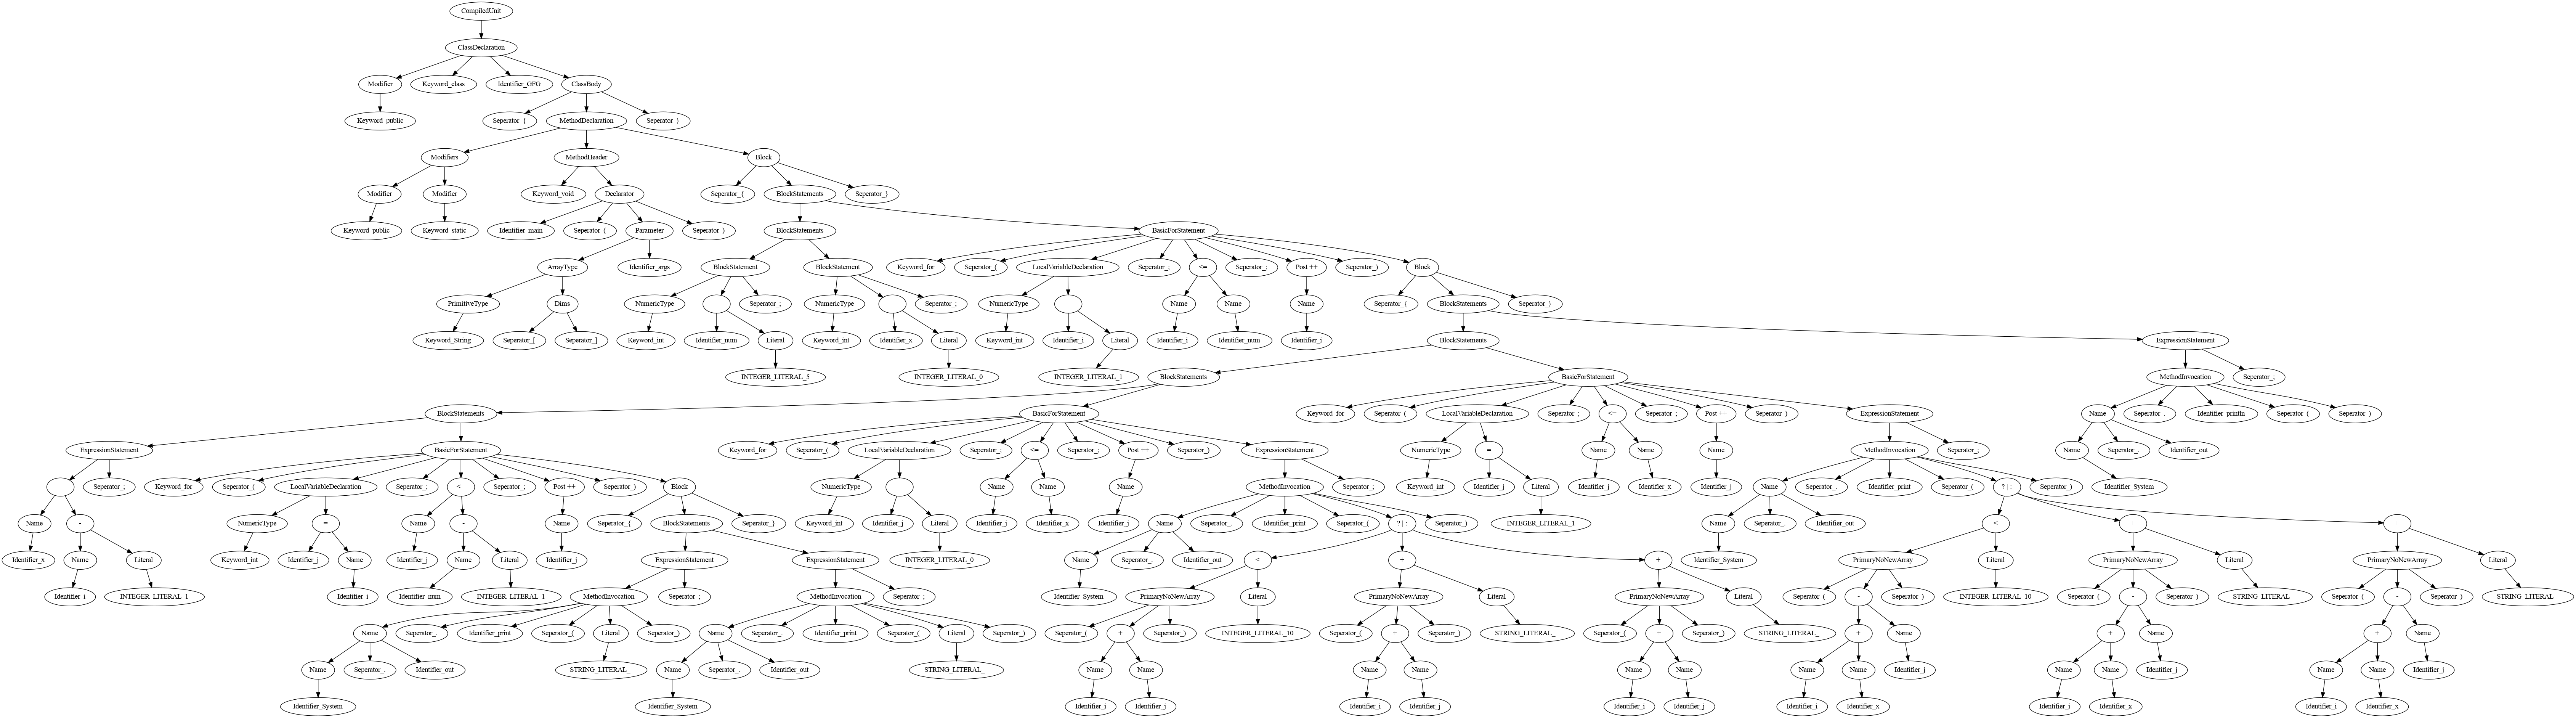 CompiledUnit
ClassDeclaration
Modifier Keyword_class Identifier_GFG ClassBody
Keyword_public Seperator_{ MethodDeclaration Seperator_}
Modifiers MethodHeader Block
Modifier Modifier Keyword_void Declarator Seperator_{ BlockStatements Seperator_}
Keyword_public Keyword_static Identifier_main Seperator_( Parameter Seperator_) BlockStatements BasicForStatement
ArrayType Identifier_args BlockStatement BlockStatement Keyword_for Seperator_( LocalVariableDeclaration Seperator_; <= Seperator_; Post ++ Seperator_) Block
PrimitiveType Dims NumericType = Seperator_; NumericType = Seperator_; NumericType = Name Name Name Seperator_{ BlockStatements Seperator_}
Keyword_String Seperator_[ Seperator_] Keyword_int Identifier_num Literal Keyword_int Identifier_x Literal Keyword_int Identifier_i Literal Identifier_i Identifier_num Identifier_i BlockStatements ExpressionStatement
INTEGER_LITERAL_5 INTEGER_LITERAL_0 INTEGER_LITERAL_1 BlockStatements BasicForStatement MethodInvocation Seperator_;
BlockStatements BasicForStatement Keyword_for Seperator_( LocalVariableDeclaration Seperator_; <= Seperator_; Post ++ Seperator_) ExpressionStatement Name Seperator_. Identifier_println Seperator_( Seperator_)
ExpressionStatement BasicForStatement Keyword_for Seperator_( LocalVariableDeclaration Seperator_; <= Seperator_; Post ++ Seperator_) ExpressionStatement NumericType = Name Name Name MethodInvocation Seperator_; Name Seperator_. Identifier_out
= Seperator_; Keyword_for Seperator_( LocalVariableDeclaration Seperator_; <= Seperator_; Post ++ Seperator_) Block NumericType = Name Name Name MethodInvocation Seperator_; Keyword_int Identifier_j Literal Identifier_j Identifier_x Identifier_j Name Seperator_. Identifier_print Seperator_( ? | : Seperator_) Identifier_System
Name - NumericType = Name - Name Seperator_{ BlockStatements Seperator_} Keyword_int Identifier_j Literal Identifier_j Identifier_x Identifier_j Name Seperator_. Identifier_print Seperator_( ? | : Seperator_) INTEGER_LITERAL_1 Name Seperator_. Identifier_out < + +
Identifier_x Name Literal Keyword_int Identifier_j Name Identifier_j Name Literal Identifier_j ExpressionStatement ExpressionStatement INTEGER_LITERAL_0 Name Seperator_. Identifier_out < + + Identifier_System PrimaryNoNewArray Literal PrimaryNoNewArray Literal PrimaryNoNewArray Literal
Identifier_i INTEGER_LITERAL_1 Identifier_i Identifier_num INTEGER_LITERAL_1 MethodInvocation Seperator_; MethodInvocation Seperator_; Identifier_System PrimaryNoNewArray Literal PrimaryNoNewArray Literal PrimaryNoNewArray Literal Seperator_( - Seperator_) INTEGER_LITERAL_10 Seperator_( - Seperator_) STRING_LITERAL_ Seperator_( - Seperator_) STRING_LITERAL_
Name Seperator_. Identifier_print Seperator_( Literal Seperator_) Name Seperator_. Identifier_print Seperator_( Literal Seperator_) Seperator_( + Seperator_) INTEGER_LITERAL_10 Seperator_( + Seperator_) STRING_LITERAL_ Seperator_( + Seperator_) STRING_LITERAL_ + Name + Name + Name
Name Seperator_. Identifier_out STRING_LITERAL_ Name Seperator_. Identifier_out STRING_LITERAL_ Name Name Name Name Name Name Name Name Identifier_j Name Name Identifier_j Name Name Identifier_j
Identifier_System Identifier_System Identifier_i Identifier_j Identifier_i Identifier_j Identifier_i Identifier_j Identifier_i Identifier_x Identifier_i Identifier_x Identifier_i Identifier_x